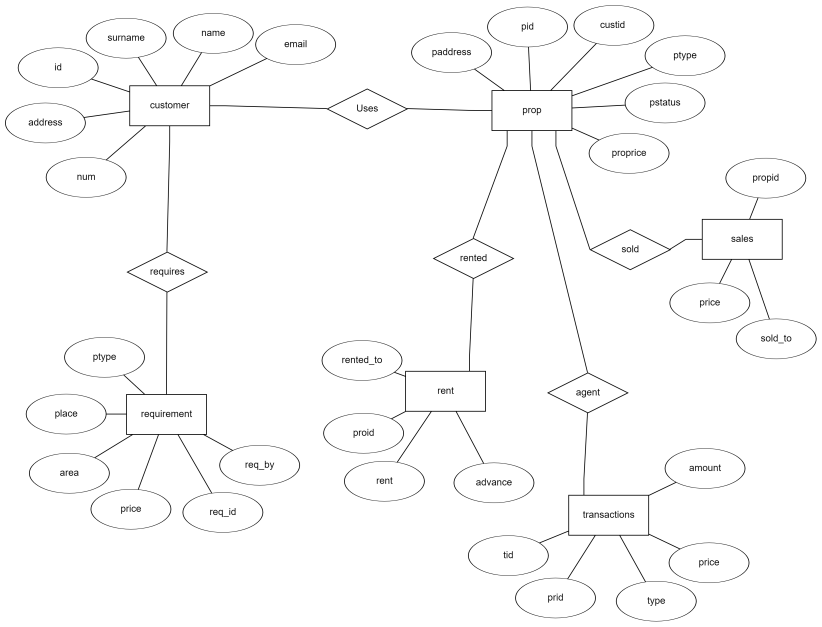 pid
custid
name
surname
email
paddress
ptype
id
pstatus
customer
Uses
prop
address
proprice
num
propid
sales
sold
rented
requires
price
sold_to
ptype
rented_to
rent
agent
place
requirement
proid
req_by
amount
area
rent
advance
price
req_id
transactions
tid
price
prid
type